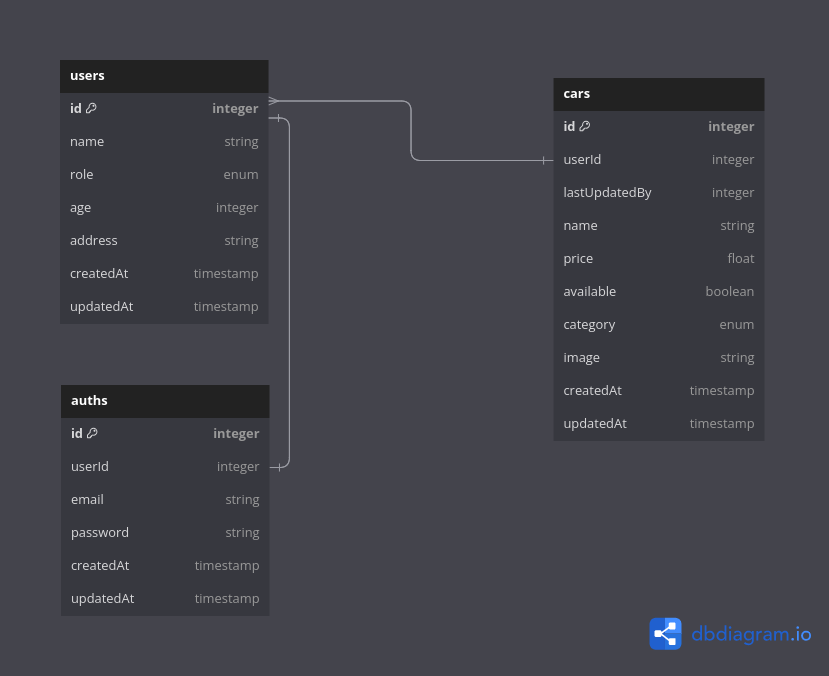 users
id integer
name string
role enum
age integer
address string
createdAt timestamp
updatedAt timestamp
cars
id integer
userId integer
lastUpdatedBy integer
name string
price float
available boolean
category enum
image string
createdAt timestamp
updatedAt timestamp
auths
id integer
userId integer
email string
password string
createdAt timestamp
updatedAt timestamp
dbdiagram.io